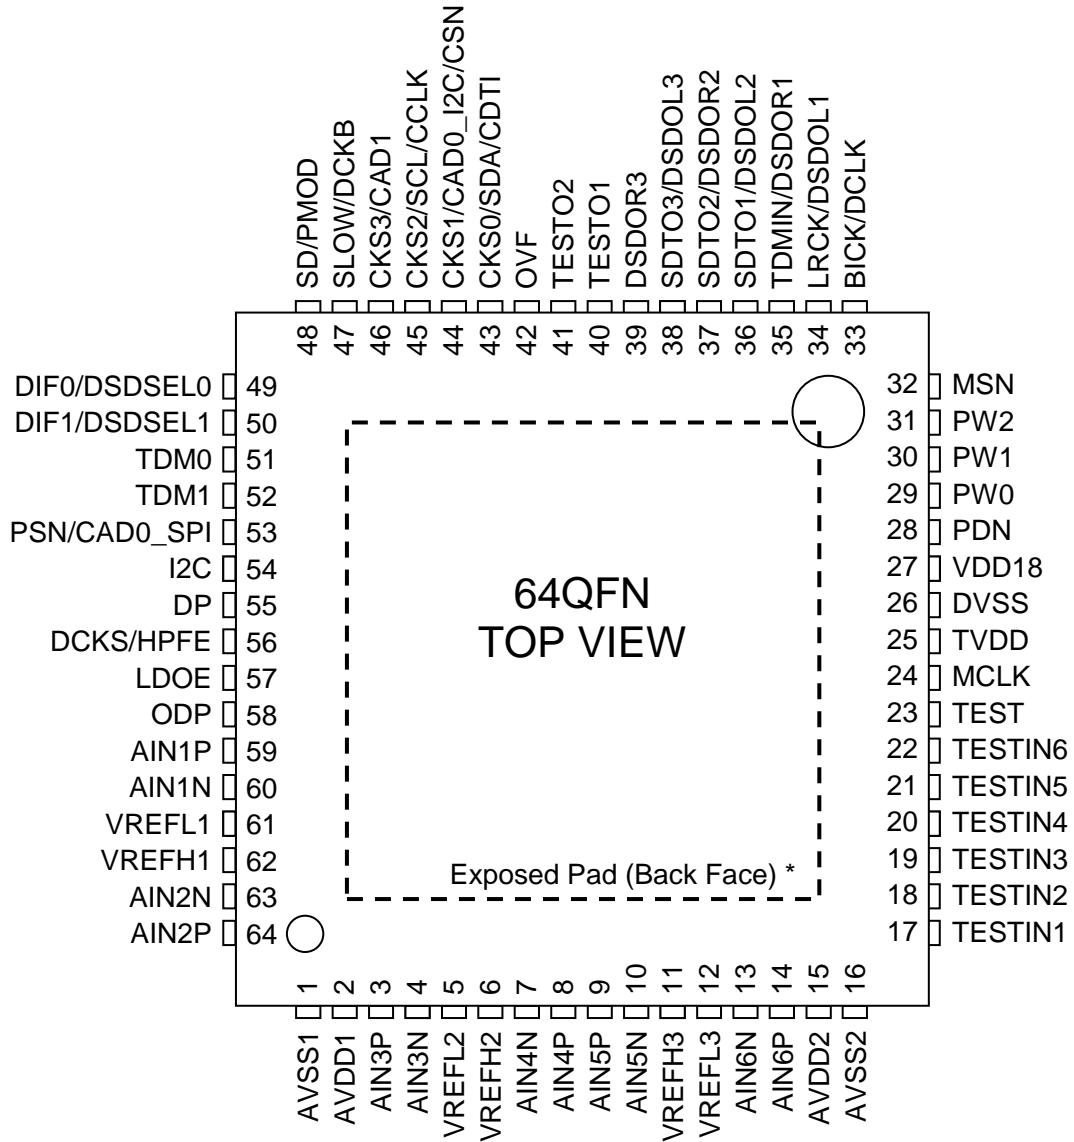 SD/PMOD
SLOW/DCKB
CKS3/CAD1
CKS2/SCL/CCLK
CKS1/CAD0_I2C/CSN
CKS0/SDA/CDTI
OVF
TESTO2
TESTO1
DSDOR3
SDTO3/DSDOL3
SDTO2/DSDOR2
SDTO1/DSDOL2
TDMIN/DSDOR1
LRCK/DSDOL1
BICK/DCLK
48
47
46
45
44
43
42
41
40
39
38
37
36
35
34
33
DIF0/DSDSEL0 49
DIF1/DSDSEL1 50
TDM0 51
TDM1 52
PSN/CAD0_SPI 53
I2C 54
DP 55
DCKS/HPFE 56
LDOE 57
ODP 58
AIN1P 59
AIN1N 60
VREFL1 61
VREFH1 62
AIN2N 63
AIN2P 64
64QFN
TOP VIEW
Exposed Pad (Back Face) *
32 MSN
31 PW2
30 PW1
29 PW0
28 PDN
27 VDD18
26 DVSS
25 TVDD
24 MCLK
23 TEST
22 TESTIN6
21 TESTIN5
20 TESTIN4
19 TESTIN3
18 TESTIN2
17 TESTIN1
1
2
3
4
5
6
7
8
9
10
11
12
13
14
15
16
AVSS1
AVDD1
AIN3P
AIN3N
VREFL2
VREFH2
AIN4N
AIN4P
AIN5P
AIN5N
VREFH3
VREFL3
AIN6N
AIN6P
AVDD2
AVSS2